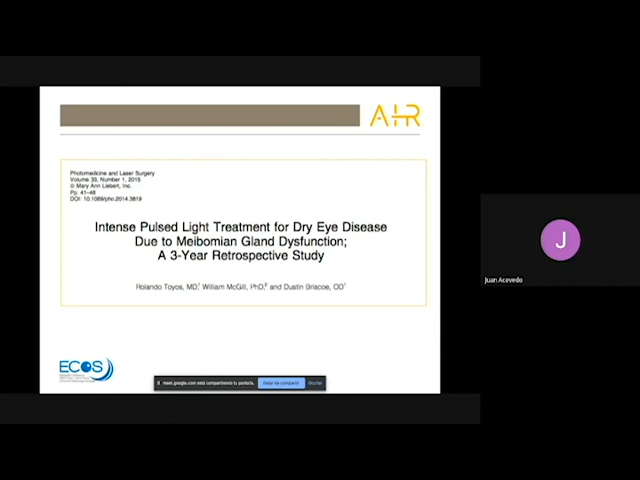 AHR
Photomedicine and Laser Surgery
Volume 33, Number 1, 2015
© Mary Ann Liebert, Inc.
Pp. 41–46
DOI: 10.1089/pho.2014.3819
Intense Pulsed Light Treatment for Dry Eye Disease
Due to Meibomian Gland Dysfunction;
A 3-Year Retrospective Study
Rolando Toyos, MD, William McGill, PhD, and Dustin Briscoe, OD
J
Juan Acevedo
ECOS
meet.google.com está compartiendo tu pantalla.
Dejar de compartir
Ocultar